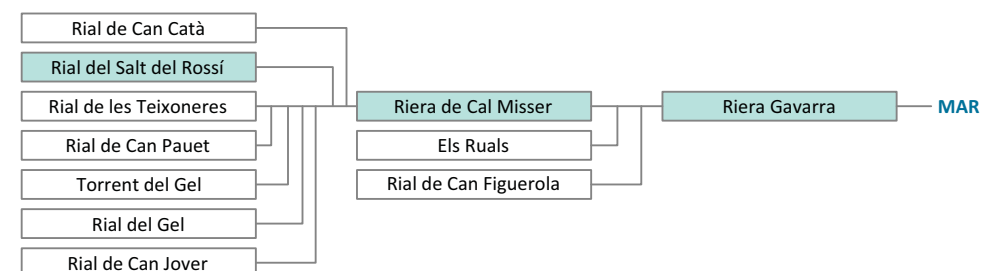 Rial de Can Catà
Rial del Salt del Rossí
Rial de les Teixoneres
Riera de Cal Misser
Riera Gavarra
MAR
Rial de Can Pauet
Els Ruals
Torrent del Gel
Rial de Can Figuerola
Rial del Gel
Rial de Can Jover